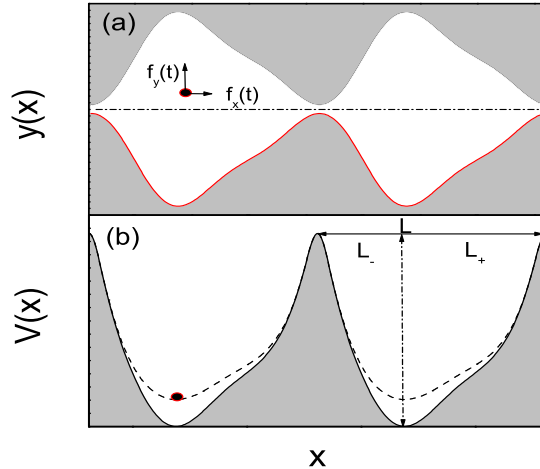 (a)
f_y(t)
f_x(t)
y(x)
(b)
L
L_-
L_+
V(x)
x